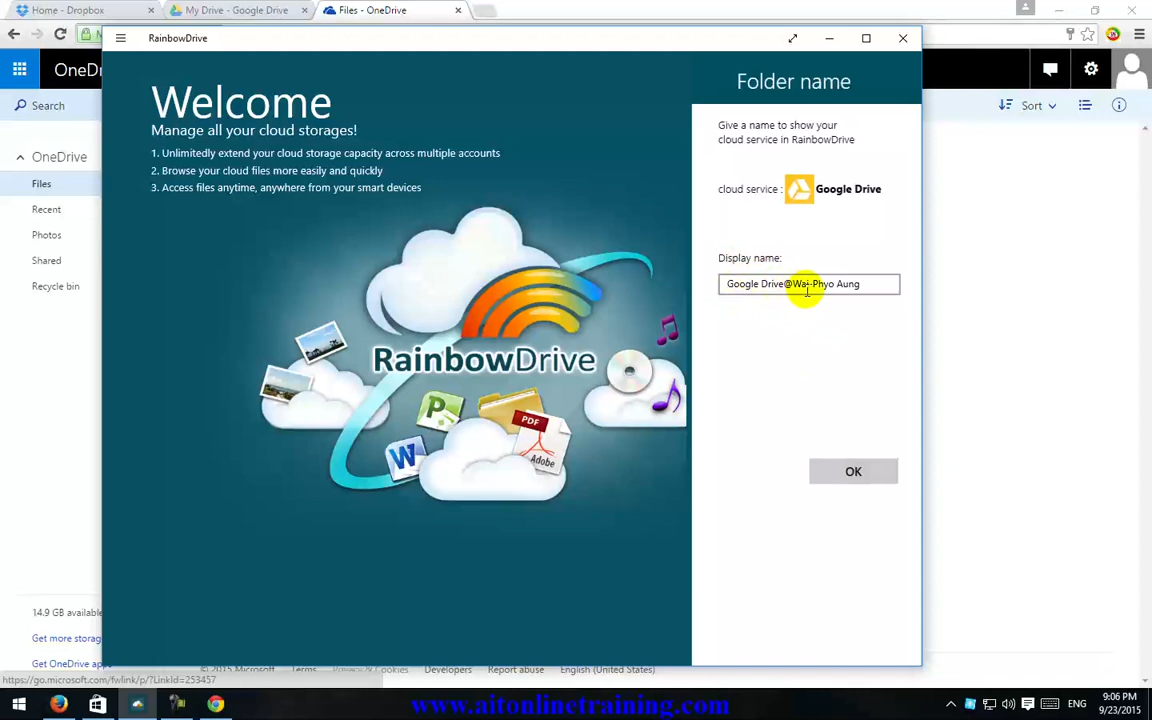 Home - Dropbox
My Drive - Google Drive
Files - OneDrive
RainbowDrive
Welcome
Manage all your cloud storages!
1. Unlimitedly extend your cloud storage capacity across multiple accounts
2. Browse your cloud files more easily and quickly
3. Access files anytime, anywhere from your smart devices
RainbowDrive
PDF
Adobe
Folder name
Give a name to show your
cloud service in RainbowDrive
cloud service : Google Drive
Display name:
Google Drive@Wai-Phyo Aung
OK
Search
Sort
OneDrive
Files
Recent
Photos
Shared
Recycle bin
14.9 GB available
Get more
Get OneDrive
© 2015 Microsoft Terms Privacy & Cookies Developers Report abuse English (United States)
https://go.microsoft.com/fwlink/p/?LinkId=253457
www.aitonlinetraining.com
ENG
9:06 PM
9/23/2015